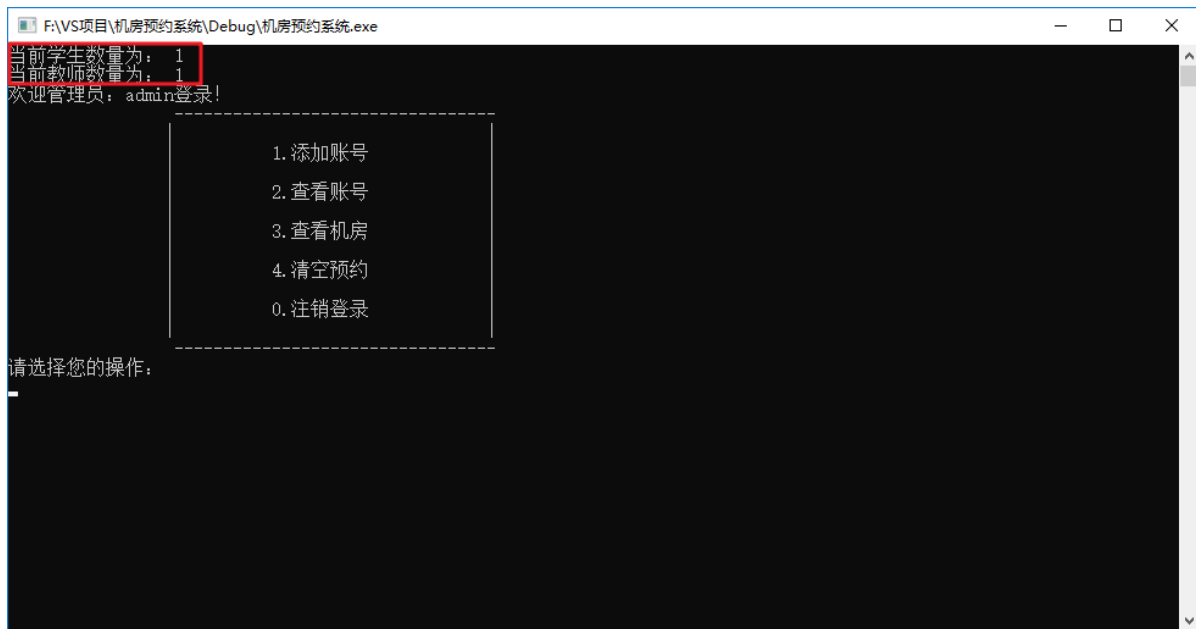 F:\VS项目\机房预约系统\Debug\机房预约系统.exe
当前学生数量为： 1
当前教师数量为： 1
欢迎管理员：admin登录!
1.添加账号
2.查看账号
3.查看机房
4.清空预约
0.注销登录
请选择您的操作：